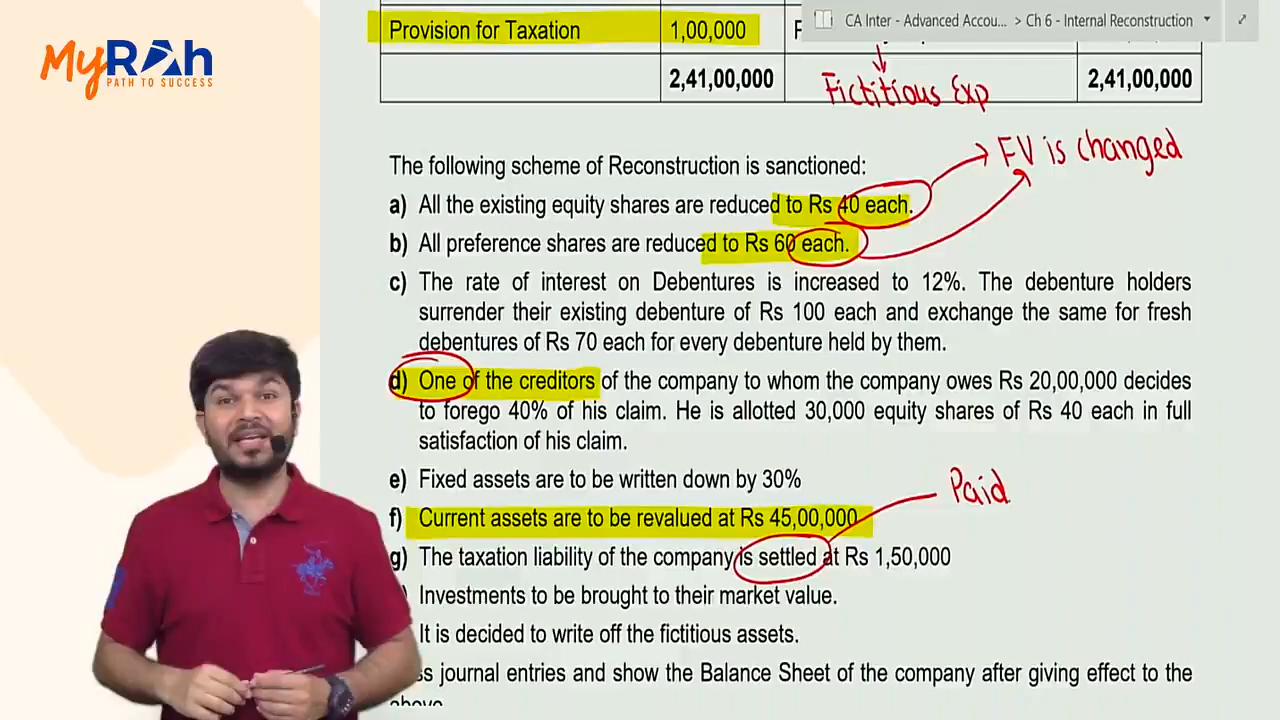 MyRAh
PATH TO SUCCESS
CA Inter - Advanced Accou... > Ch 6 - Internal Reconstruction
Provision for Taxation 1,00,000
2,41,00,000 2,41,00,000
Fictitious Exp
FV is changed
The following scheme of Reconstruction is sanctioned:
a) All the existing equity shares are reduced to Rs 40 each.
b) All preference shares are reduced to Rs 60 each.
c) The rate of interest on Debentures is increased to 12%. The debenture holders
surrender their existing debenture of Rs 100 each and exchange the same for fresh
debentures of Rs 70 each for every debenture held by them.
d) One of the creditors of the company to whom the company owes Rs 20,00,000 decides
to forego 40% of his claim. He is allotted 30,000 equity shares of Rs 40 each in full
satisfaction of his claim.
e) Fixed assets are to be written down by 30%
Paid
f) Current assets are to be revalued at Rs 45,00,000
g) The taxation liability of the company is settled at Rs 1,50,000
Investments to be brought to their market value.
It is decided to write off the fictitious assets.
journal entries and show the Balance Sheet of the company after giving effect to the
above